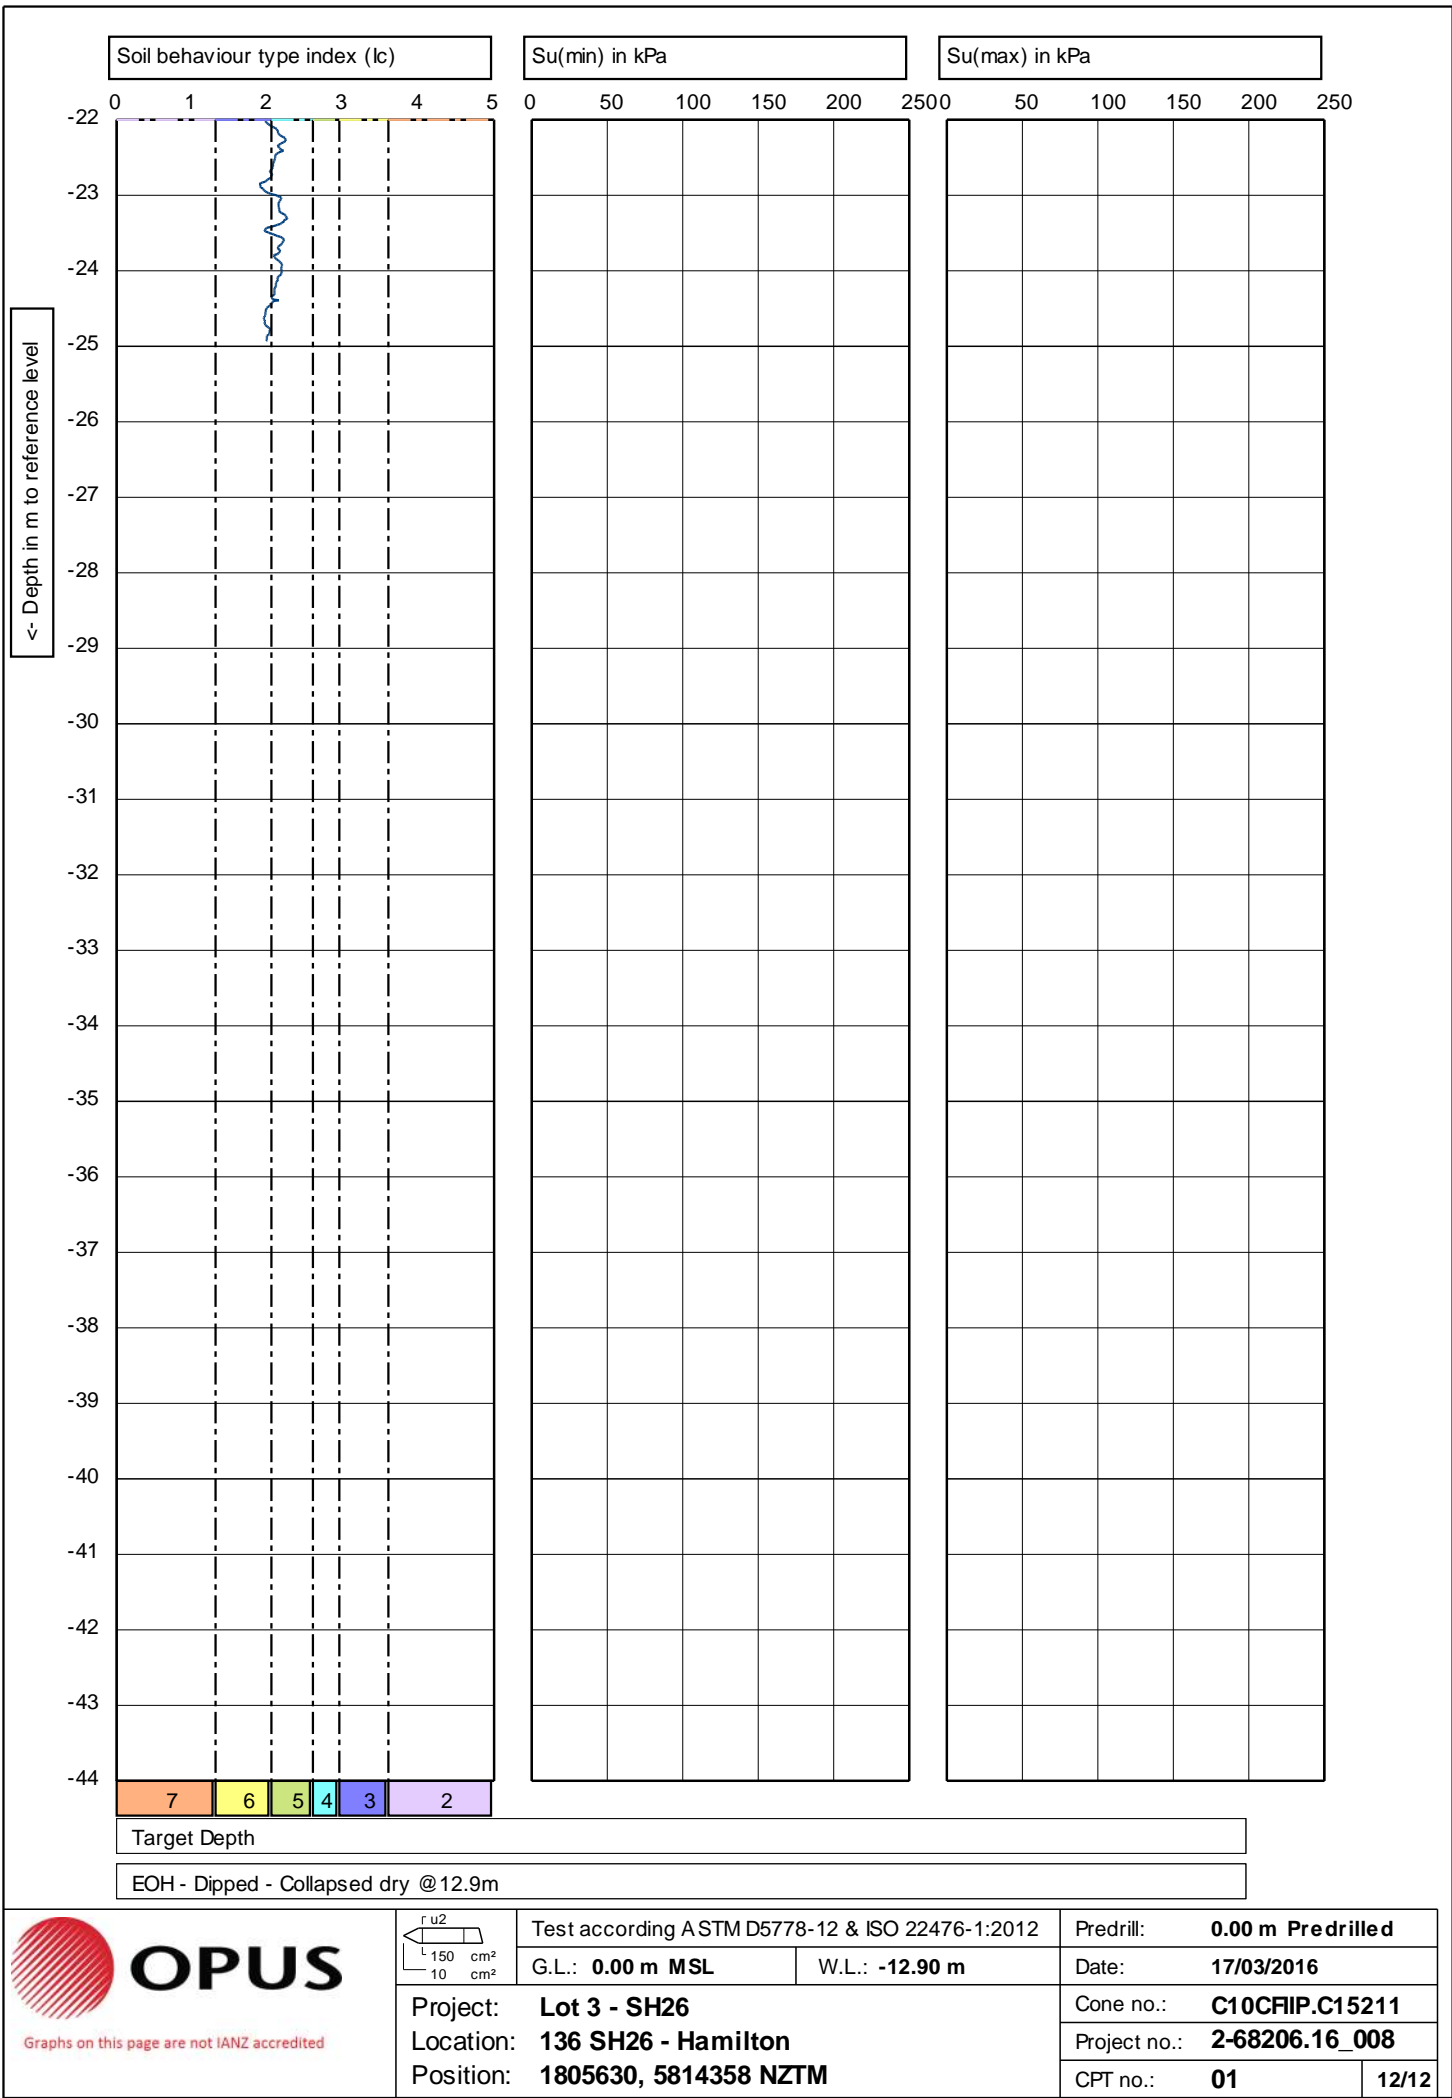 Soil behaviour type index (Ic)
Su(min) in kPa
Su(max) in kPa
0 1 2 3 4 5
0 50 100 150 200 250
0 50 100 150 200 250
-22
-23
-24
-25
-26
-27
-28
-29
-30
-31
-32
-33
-34
-35
-36
-37
-38
-39
-40
-41
-42
-43
-44
<- Depth in m to reference level
7 6 5 4 3 2
Target Depth
EOH - Dipped - Collapsed dry @12.9m
OPUS
Graphs on this page are not IANZ accredited
u2
150 cm²
10 cm²
Test according ASTM D5778-12 & ISO 22476-1:2012
G.L.: 0.00 m MSL
W.L.: -12.90 m
Project: Lot 3 - SH26
Location: 136 SH26 - Hamilton
Position: 1805630, 5814358 NZTM
Predrill: 0.00 m Predrilled
Date: 17/03/2016
Cone no.: C10CFIIP.C15211
Project no.: 2-68206.16_008
CPT no.: 01
12/12